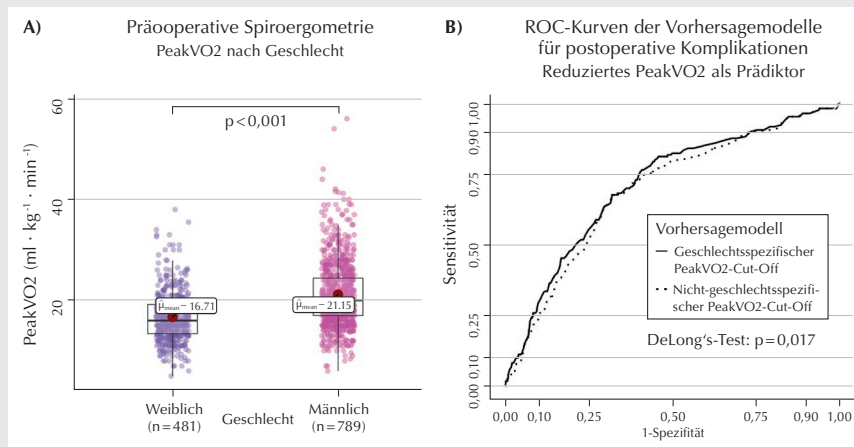 A)
Präooperative Spiroergometrie
PeakVO2 nach Geschlecht
p<0,001
60
40
20
PeakVO2 (ml · kg⁻¹ · min⁻¹)
μ̂mean – 16.71
μ̂mean – 21.15
Weiblich
(n=481)
Geschlecht
Männlich
(n=789)
B)
ROC-Kurven der Vorhersagemodelle
für postoperative Komplikationen
Reduziertes PeakVO2 als Prädiktor
Sensitivität
0,90 1,00
0,75
0,50
0,25
0,00 0,10
Vorhersagemodell
Geschlechtsspezifischer
PeakVO2-Cut-Off
Nicht-geschlechtsspezifi-
scher PeakVO2-Cut-Off
DeLong‘s-Test: p=0,017
0,00 0,10 0,25 0,50 0,75 0,90 1,00
1-Spezifität